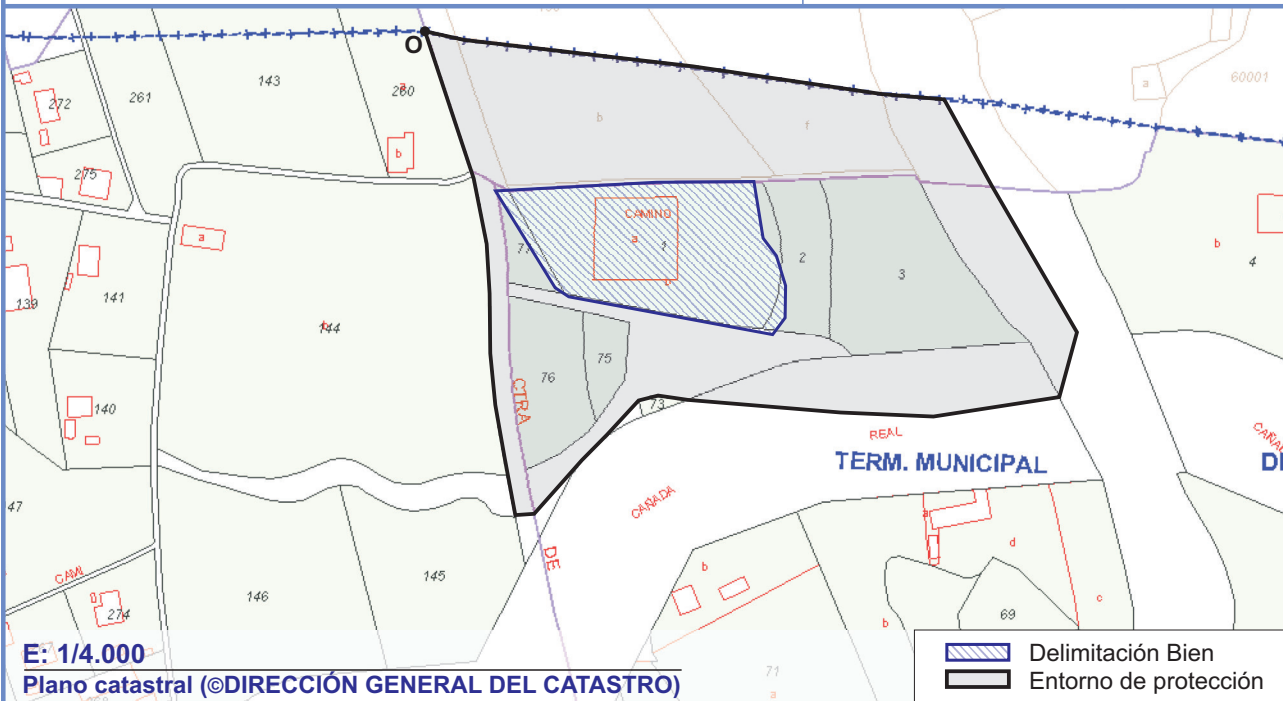 O
143
260
a
272
261
b
275
b
f
a
60001
CAMINO
a
1
b
77
2
3
b
4
a
139
141
144
b
140
76
75
73
CTRA
REAL
TERM. MUNICIPAL
CAÑADA
DE
47
CAMI
274
146
145
b
a
d
b
c
69
71
a
E: 1/4.000
Plano catastral (©DIRECCIÓN GENERAL DEL CATASTRO)
Delimitación Bien
Entorno de protección